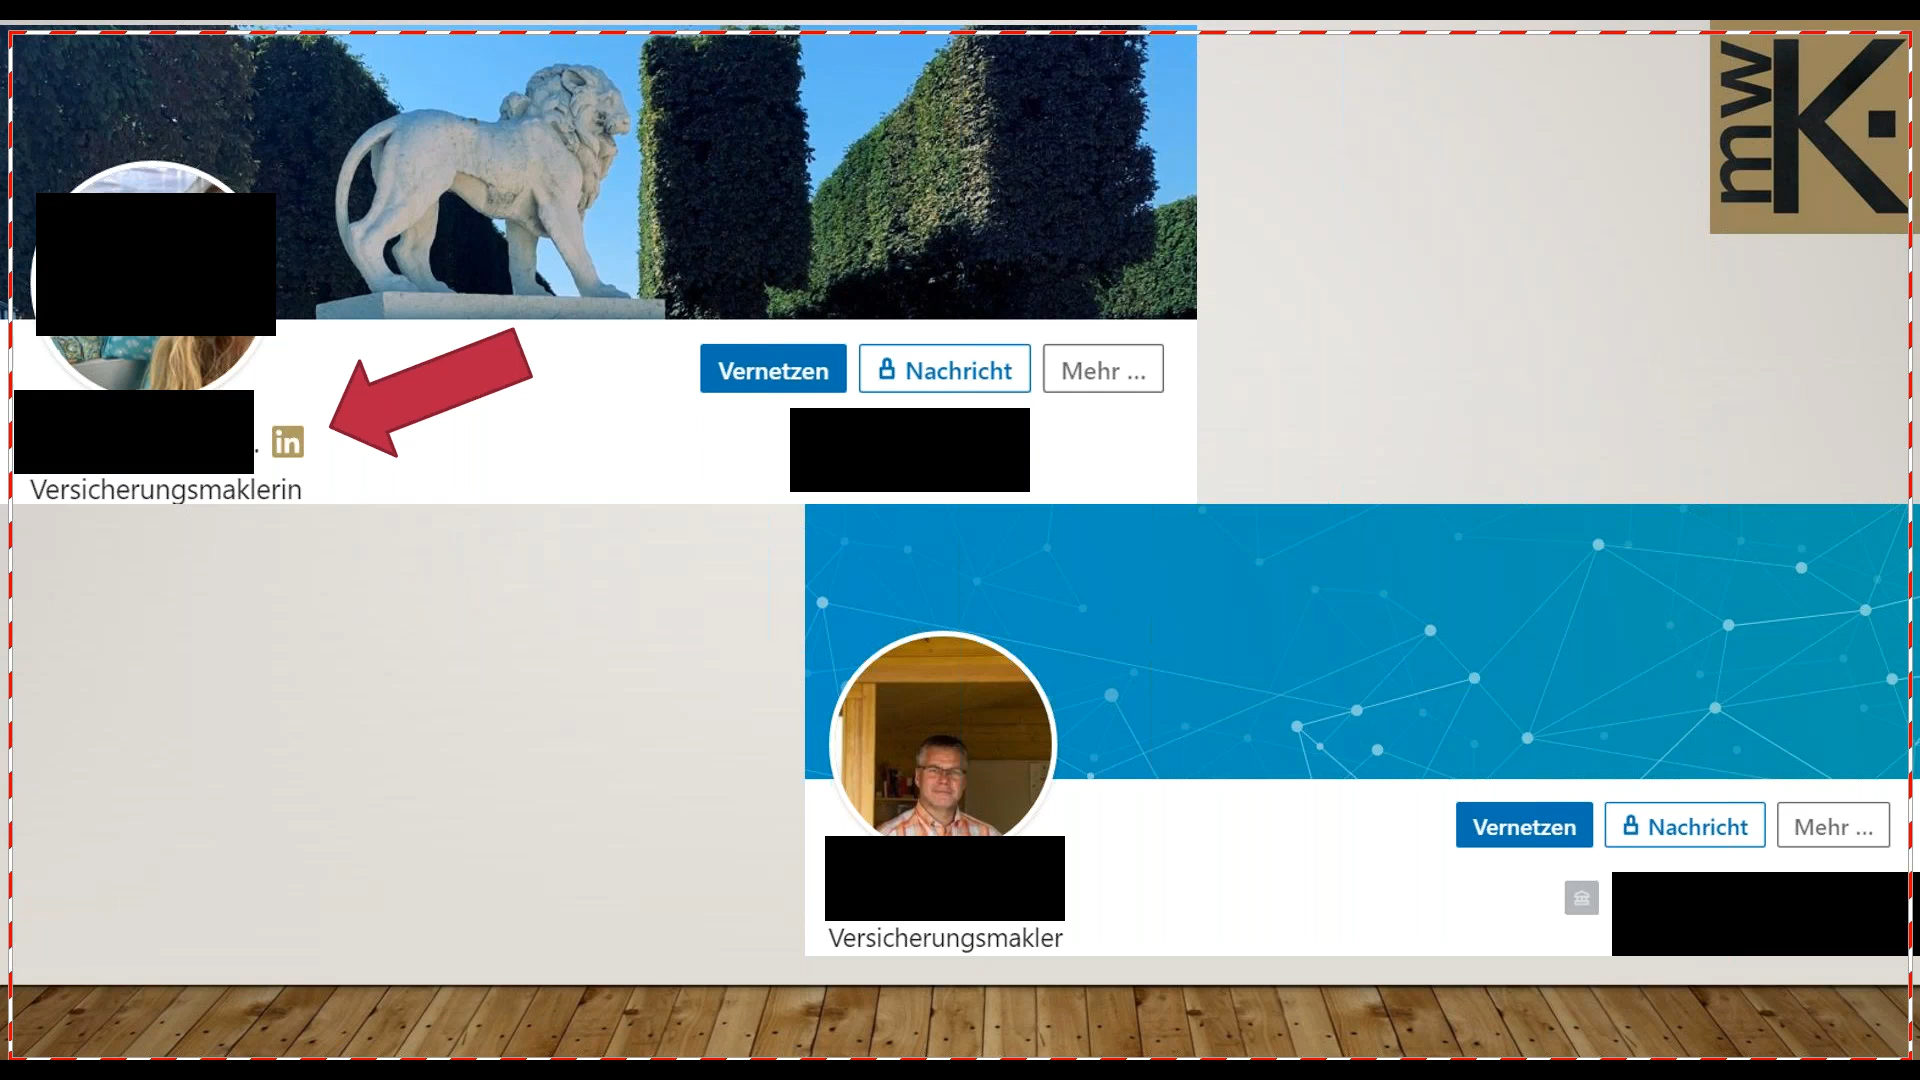 mwK.
Vernetzen
Nachricht
Mehr ...
. in
Versicherungsmaklerin
Vernetzen
Nachricht
Mehr ...
Versicherungsmakler